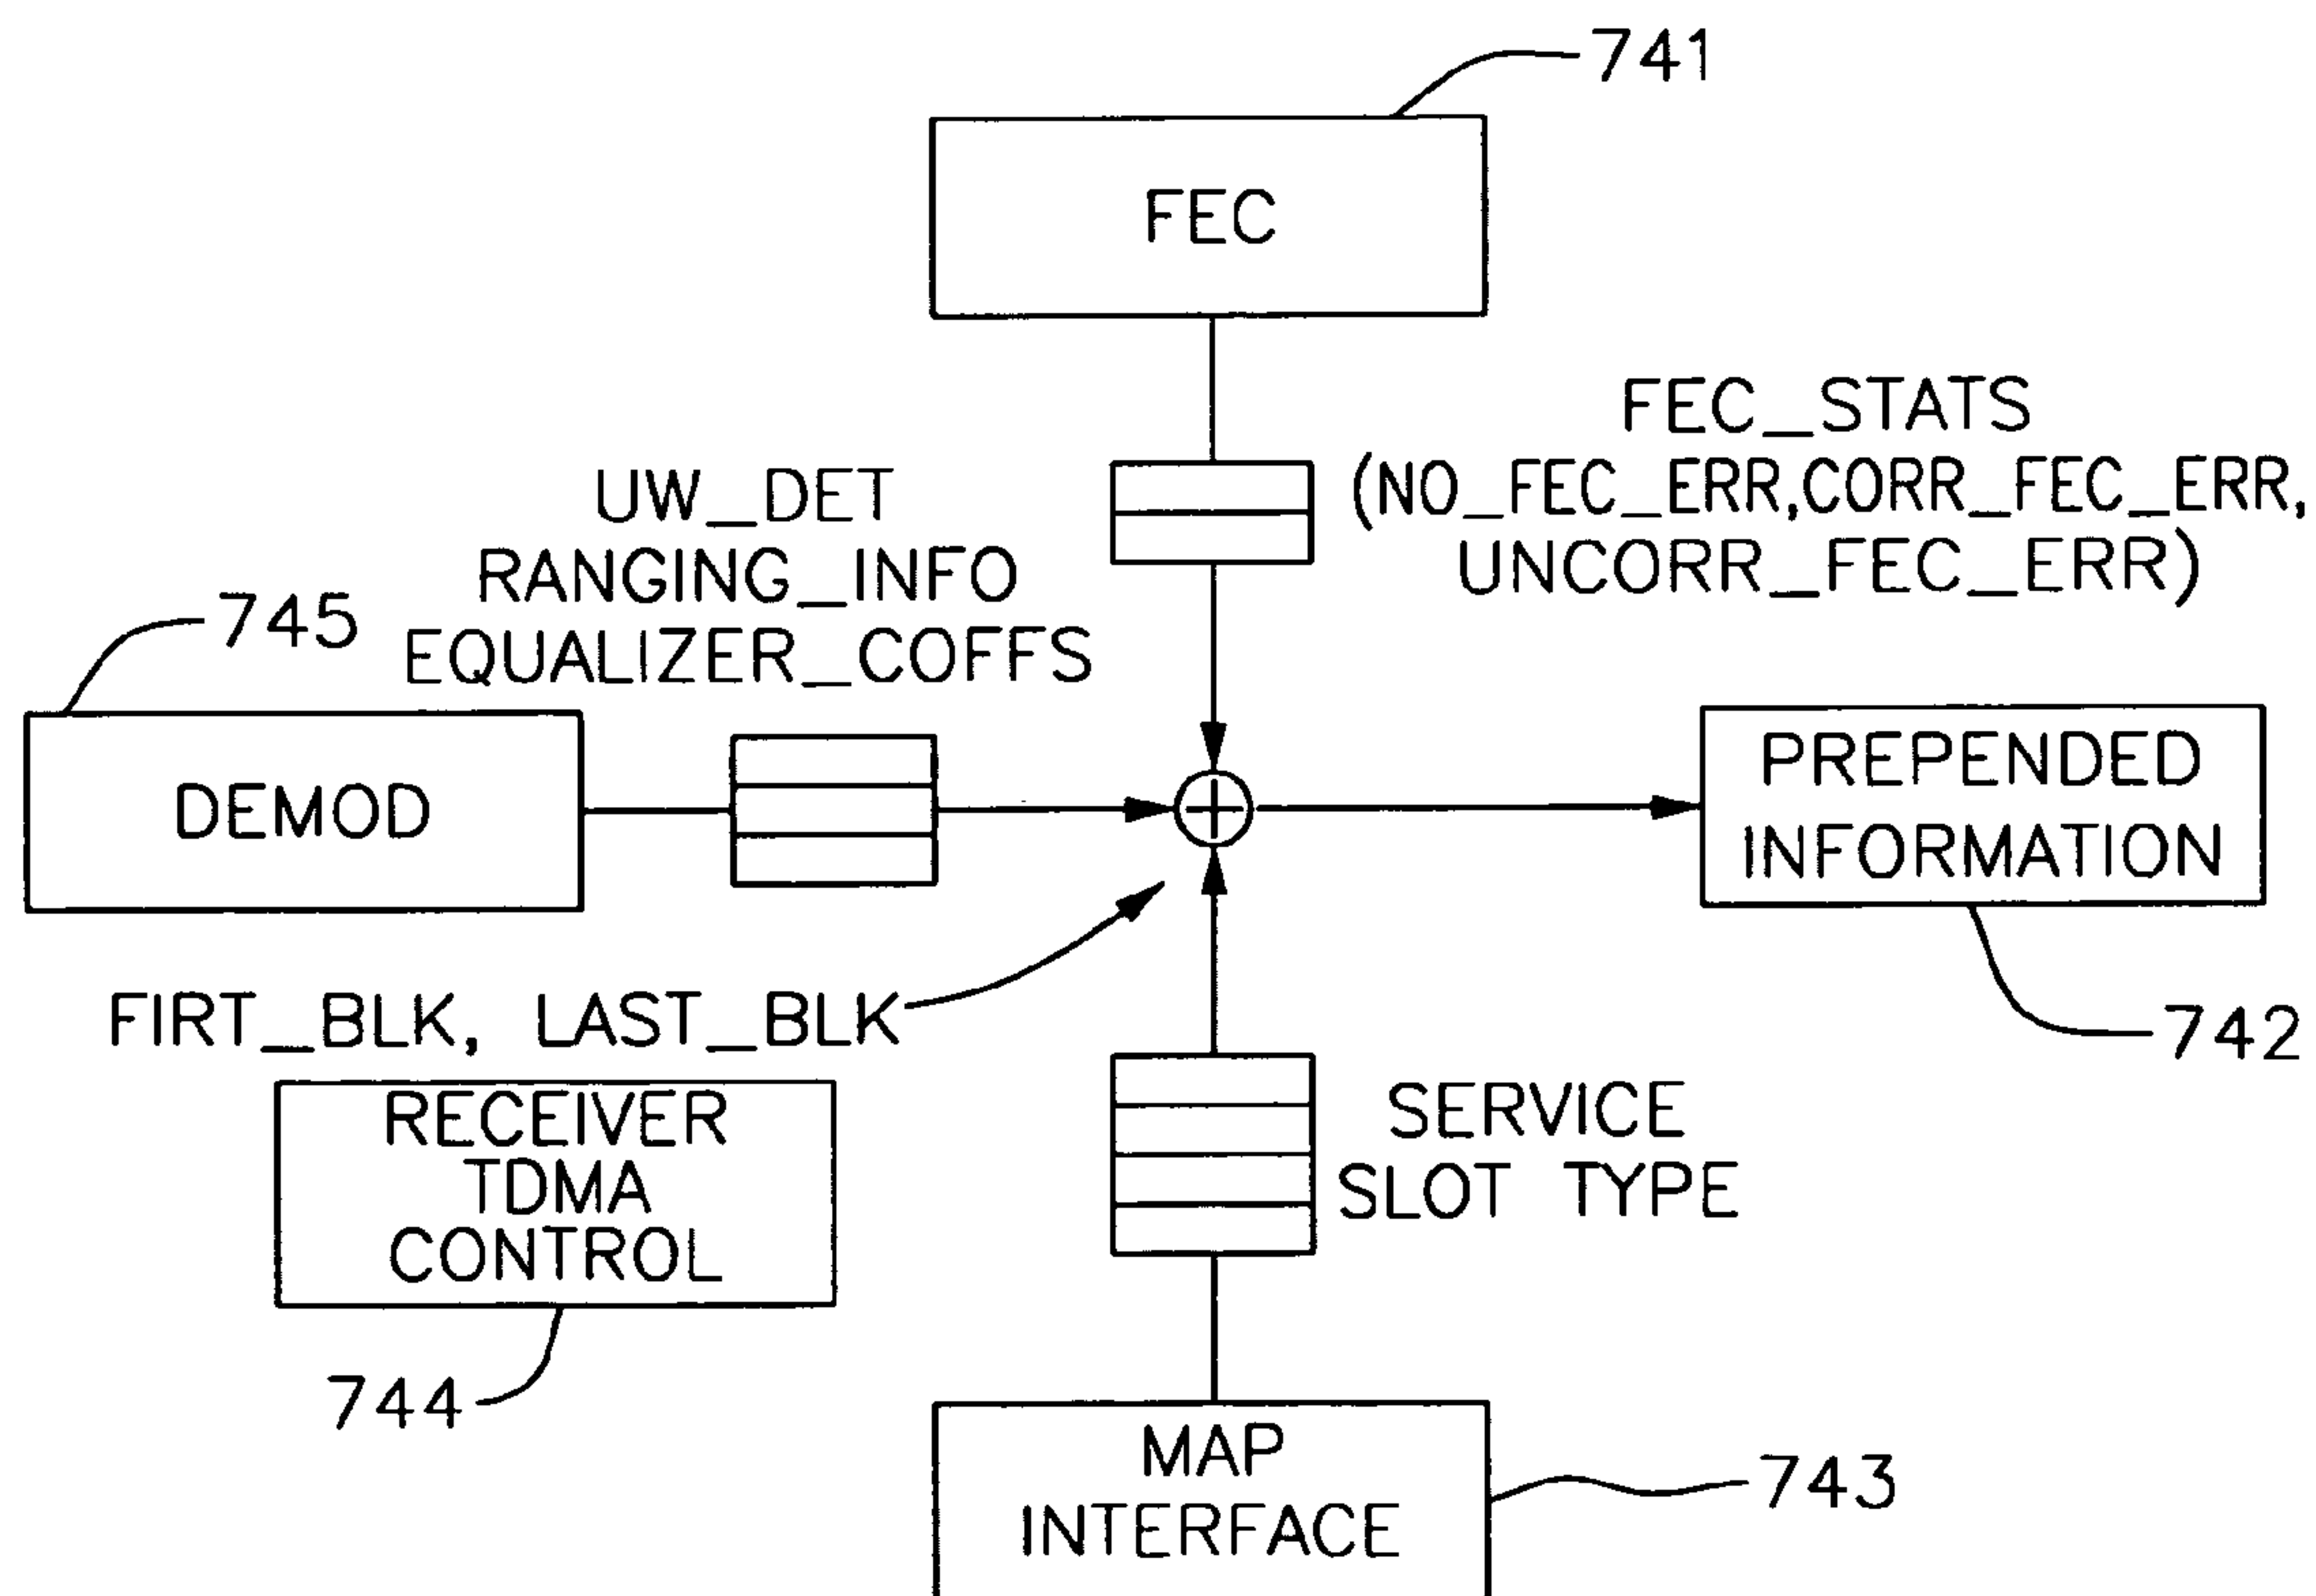 741
FEC
FEC_STATS
(NO_FEC_ERR,CORR_FEC_ERR,
UNCORR_FEC_ERR)
UW_DET
RANGING_INFO
EQUALIZER_COFFS
745
DEMOD
PREPENDED
INFORMATION
742
FIRT_BLK, LAST_BLK
RECEIVER
TDMA
CONTROL
744
SERVICE
SLOT TYPE
MAP
INTERFACE
743